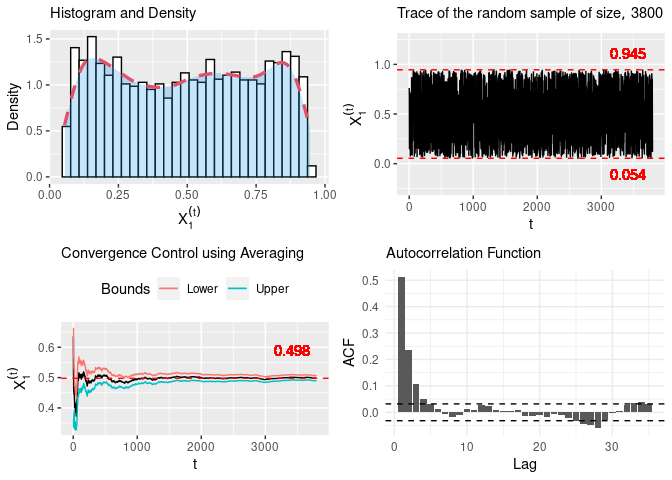 Histogram and Density
1.5
1.0
0.5
0.0
Density
0.00
0.25
0.50
0.75
1.00
X₁⁽ᵗ⁾
Trace of the random sample of size, 3800
1.0
0.5
0.0
X₁⁽ᵗ⁾
0.945
0.054
0
1000
2000
3000
t
Convergence Control using Averaging
Bounds
Lower
Upper
0.6
0.5
0.4
X₁⁽ᵗ⁾
0.498
0
1000
2000
3000
t
Autocorrelation Function
0.5
0.4
0.3
0.2
0.1
0.0
ACF
0
10
20
30
Lag